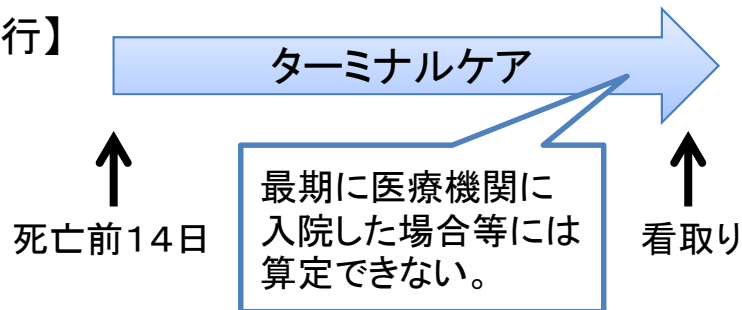 行】
ターミナルケア
最期に医療機関に
入院した場合等には
算定できない。
死亡前14日
看取り